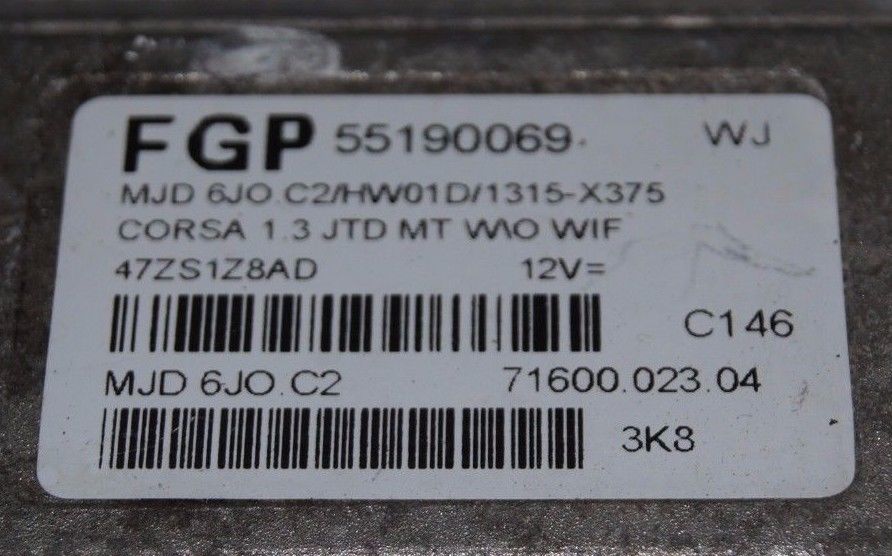 FGP 55190069 WJ
MJD 6JO.C2/HW01D/1315-X375
CORSA 1.3 JTD MT W\O WIF
47ZS1Z8AD 12V=
C146
MJD 6JO.C2 71600.023.04
3K8